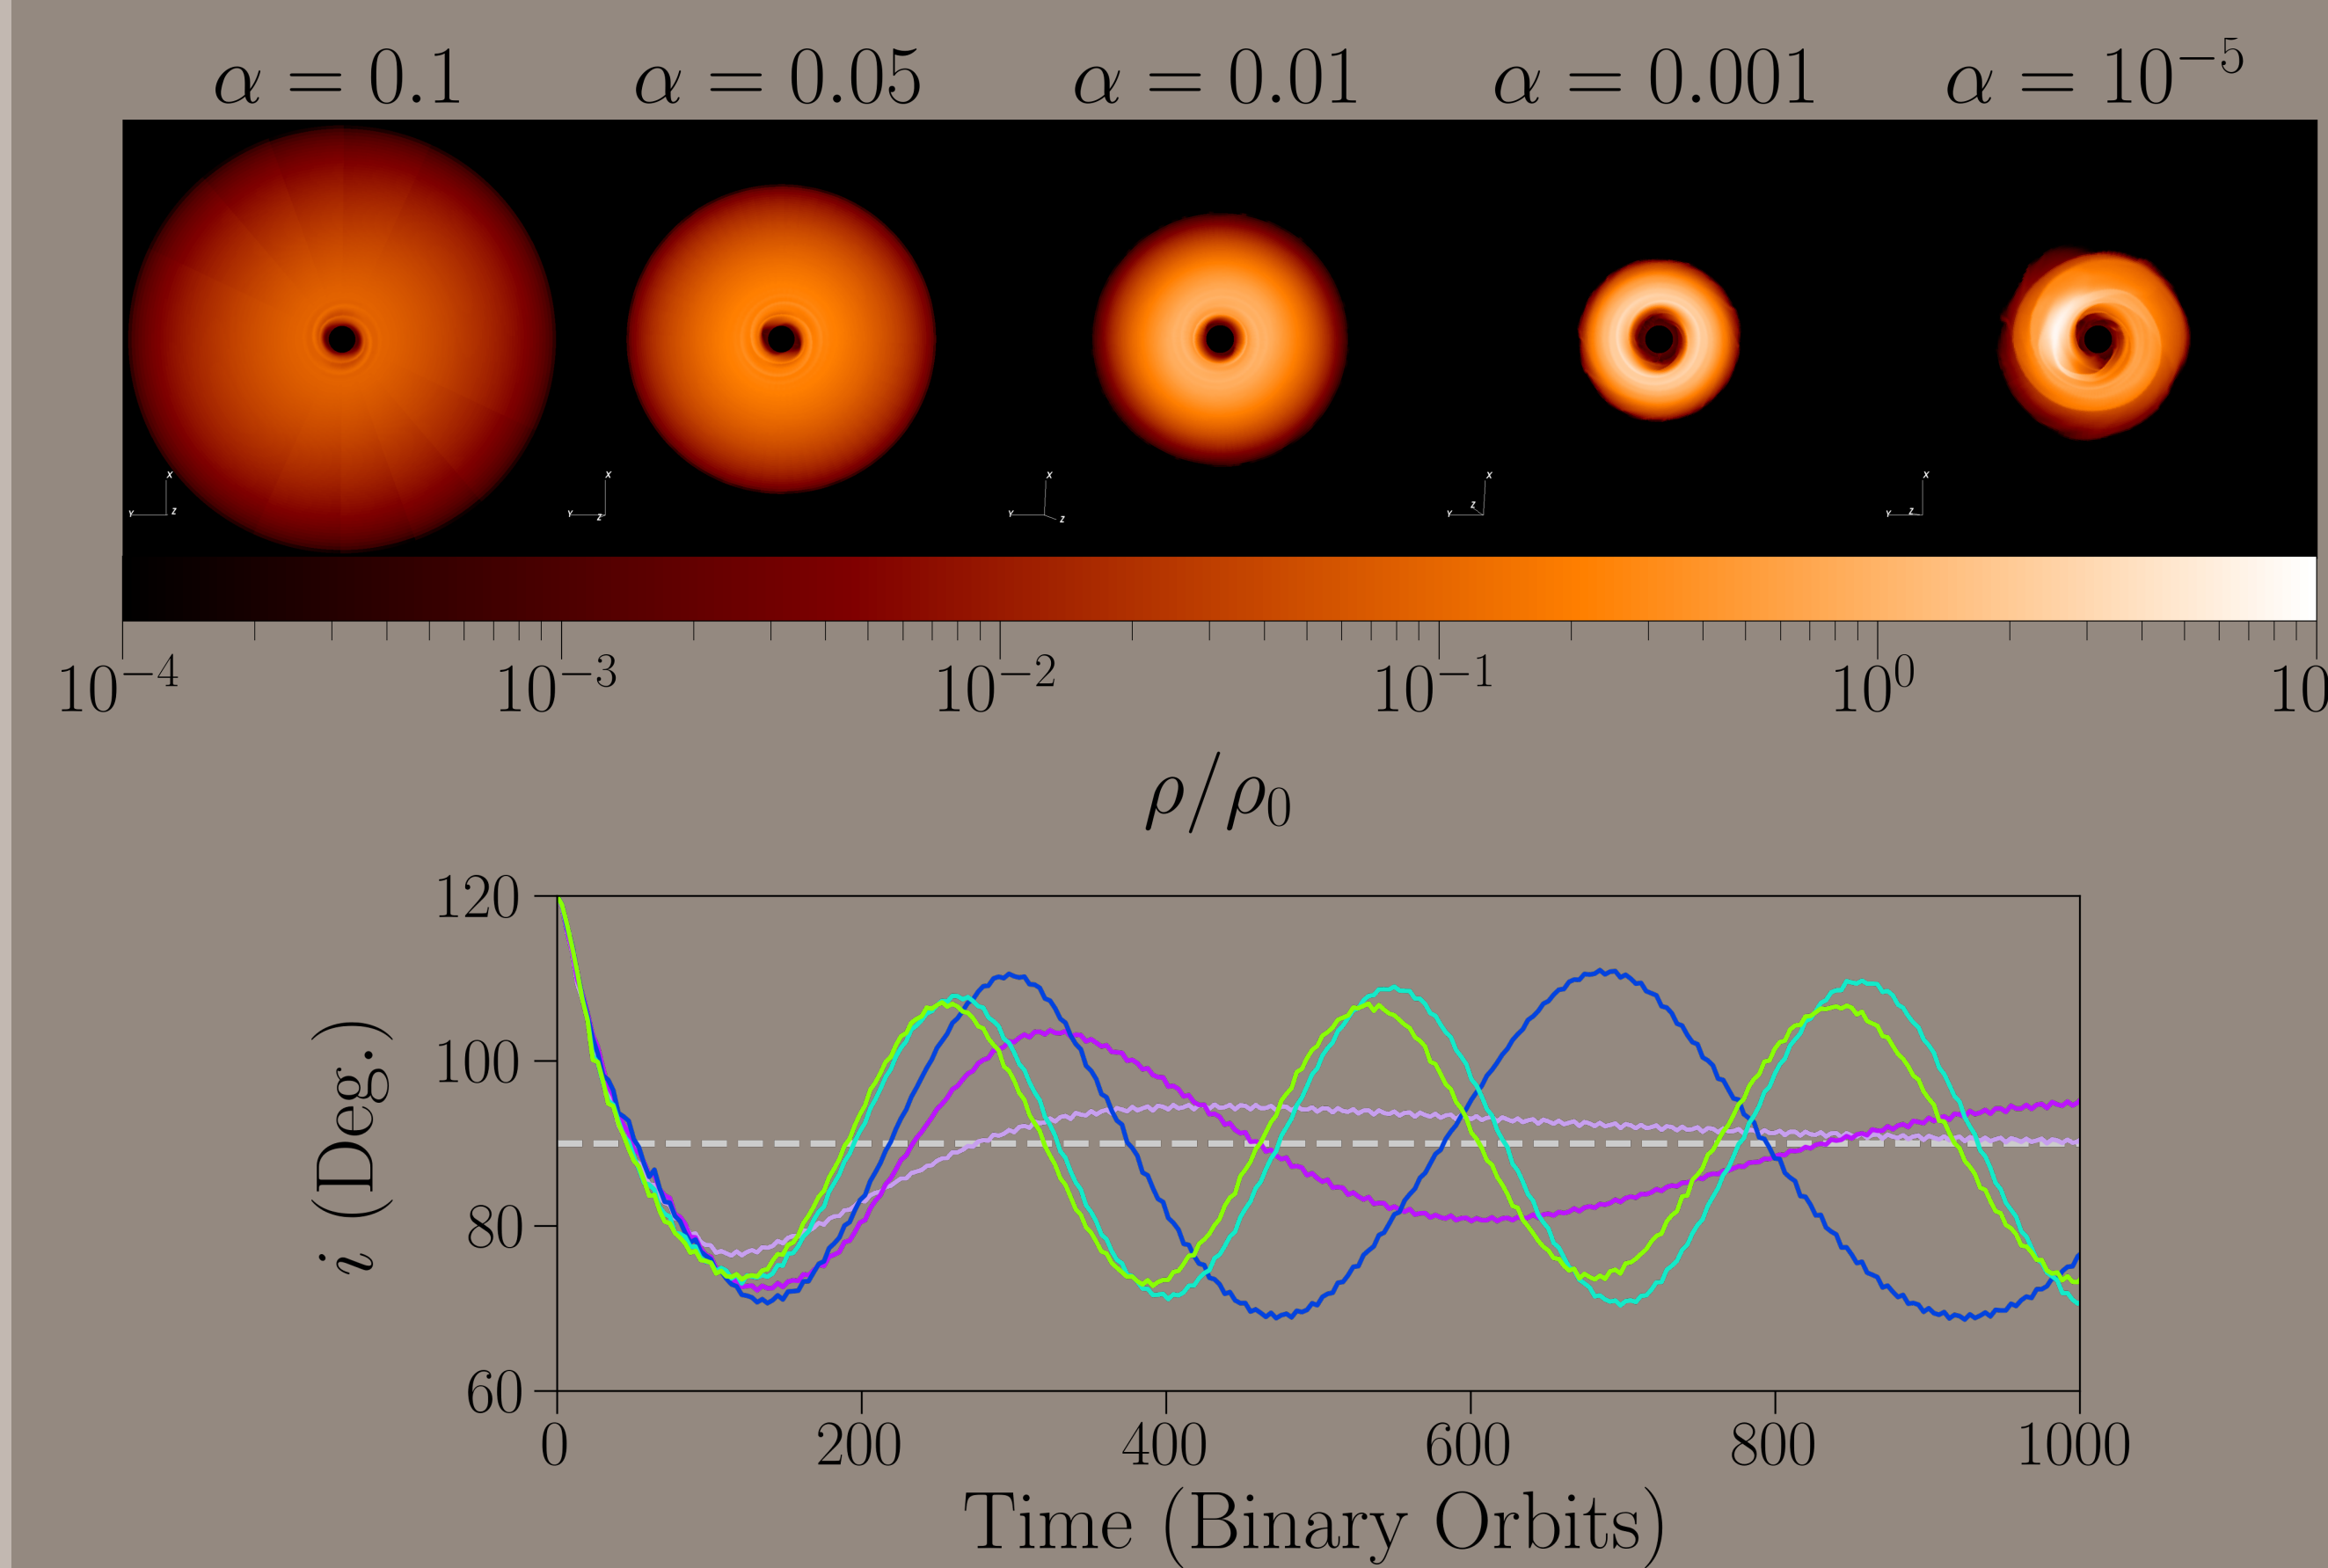 α = 0.1 α = 0.05 α = 0.01 α = 0.001 α = 10⁻⁵
X X X X X
Y Z Y Z Y Z Y Z Y Z
10⁻⁴ 10⁻³ 10⁻² 10⁻¹ 10⁰ 10
ρ/ρ₀
120
100
80
60
i (Deg.)
0 200 400 600 800 1000
Time (Binary Orbits)